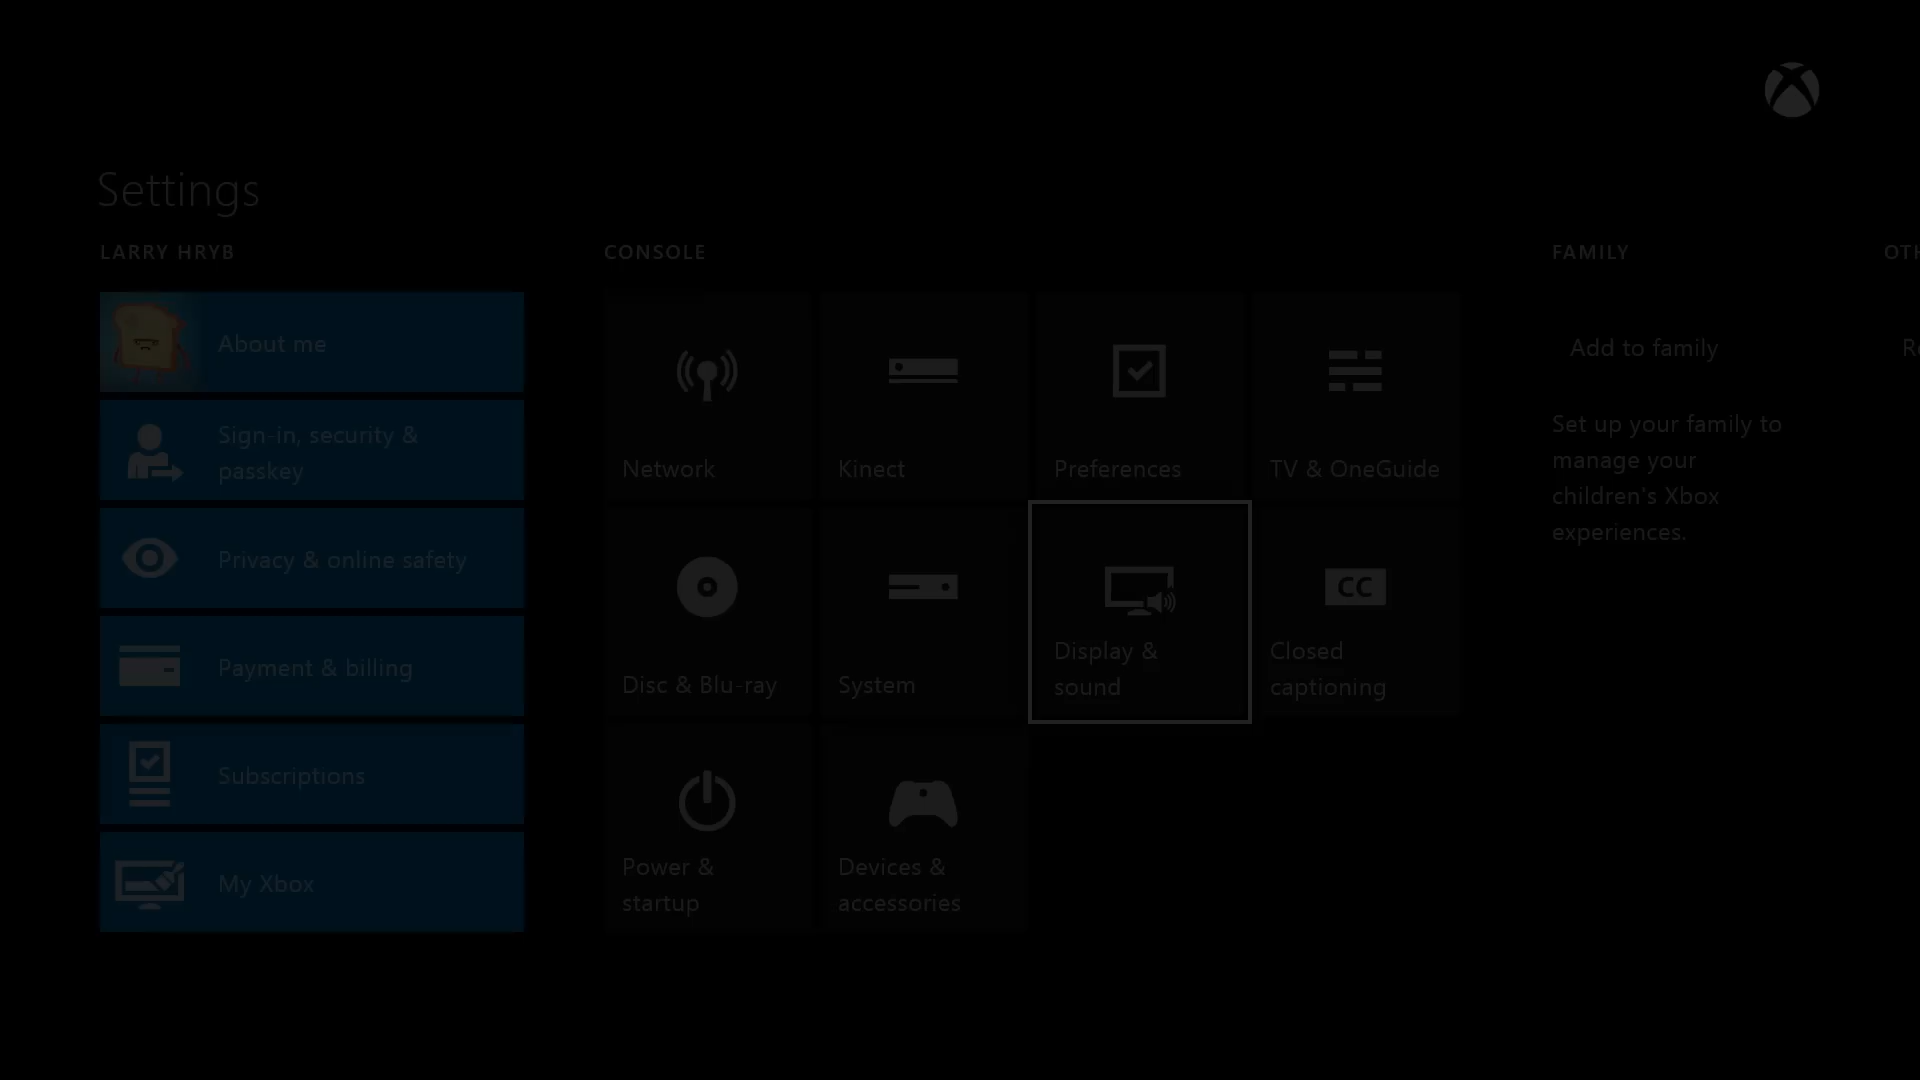 Settings
LARRY HRYB
About me
Sign-in, security &
passkey
Privacy & online safety
Payment & billing
Subscriptions
My Xbox
CONSOLE
Network
Kinect
Preferences
TV & OneGuide
Disc & Blu-ray
System
Display &
sound
CC
Closed
captioning
Power &
startup
Devices &
accessories
FAMILY
Add to family
Set up your family to
manage your
children's Xbox
experiences.